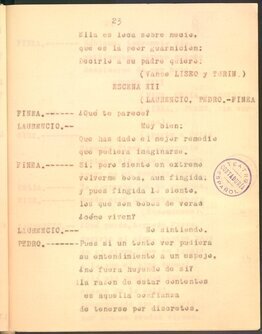 23
Ella es loca sobre necia,
que es la peor guarnicion;
Decirlo a su padre quiero;
(Vanse LISEO y TURIN.)
ESCENA XII
(LAURENCIO, PEDRO.-FINEA
FINEA.------- ¿Qué te parece?
LAURENCIO.-- Muy bien;
Que has dado el mejor remedio
que pudiera imaginarse.
FINEA.------- Sí; pero siento en extremo
volverme boba, aun fingida,
y pues fingida lo siento,
los que son bobos de veras
¿cómo viven?
LAURENCIO.-- No sintiendo.
PEDRO.------- Pues si un tonto ver pudiera
su entendimiento a un espejo,
¿no fuera huyendo de sí?
la razon de estar contentos
es aquella confianza
de tenerse por discretos.